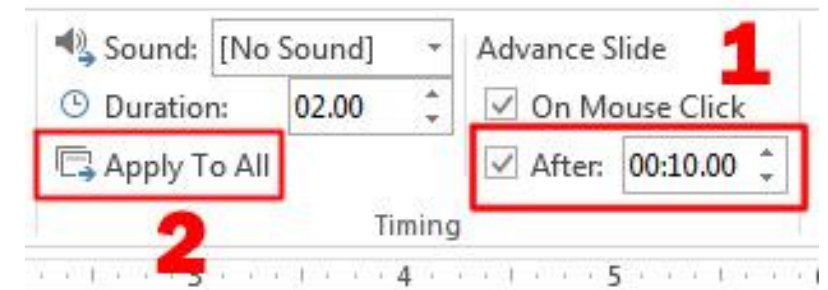 Sound: [No Sound] Advance Slide 1
Duration: 02.00 On Mouse Click
Apply To All After: 00:10.00
2 Timing
3 4 5 6